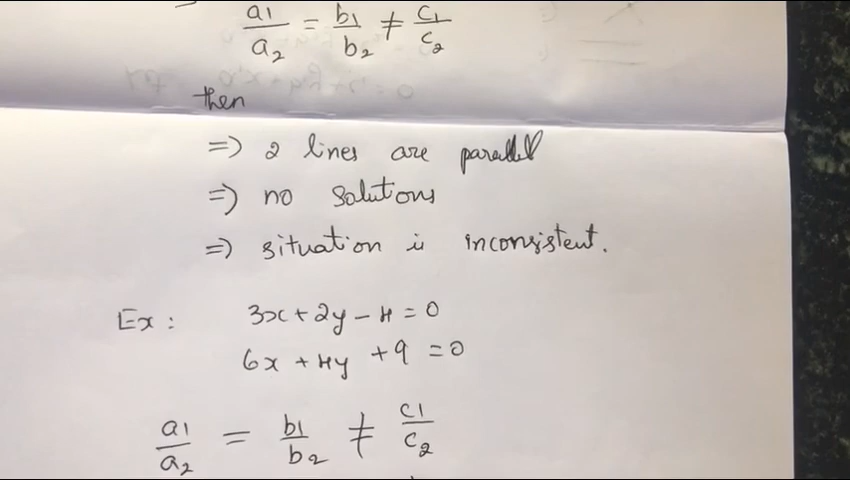 a1/a2 = b1/b2 ≠ c1/c2
then
=> 2 lines are parallel
=> no solutions
=> situation is inconsistent.
Ex: 3x + 2y - 4 = 0
6x + 4y + 9 = 0
a1/a2 = b1/b2 ≠ c1/c2